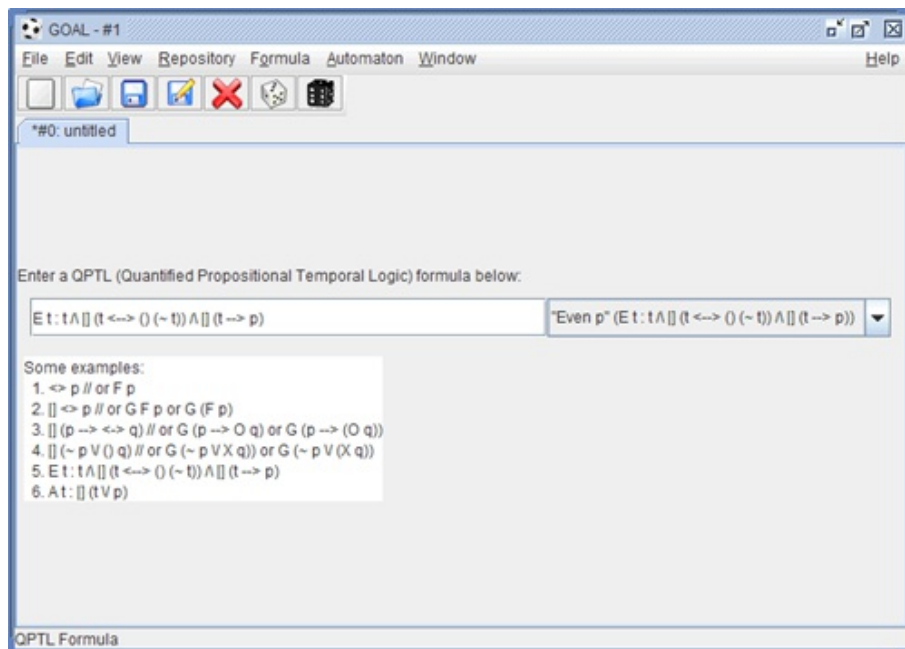 GOAL - #1
File Edit View Repository Formula Automaton Window Help
*#0: untitled
Enter a QPTL (Quantified Propositional Temporal Logic) formula below:
E t : t /\ [] (t <--> () (~ t)) /\ [] (t --> p)
"Even p" (E t : t /\ [] (t <--> () (~ t)) /\ [] (t --> p))
Some examples:
1. <> p // or F p
2. [] <> p // or G F p or G (F p)
3. [] (p --> <-> q) // or G (p --> O q) or G (p --> (O q))
4. [] (~ p \/ () q) // or G (~ p \/ X q)) or G (~ p \/ (X q))
5. E t : t /\ [] (t <--> () (~ t)) /\ [] (t --> p)
6. A t : [] (t \/ p)
QPTL Formula